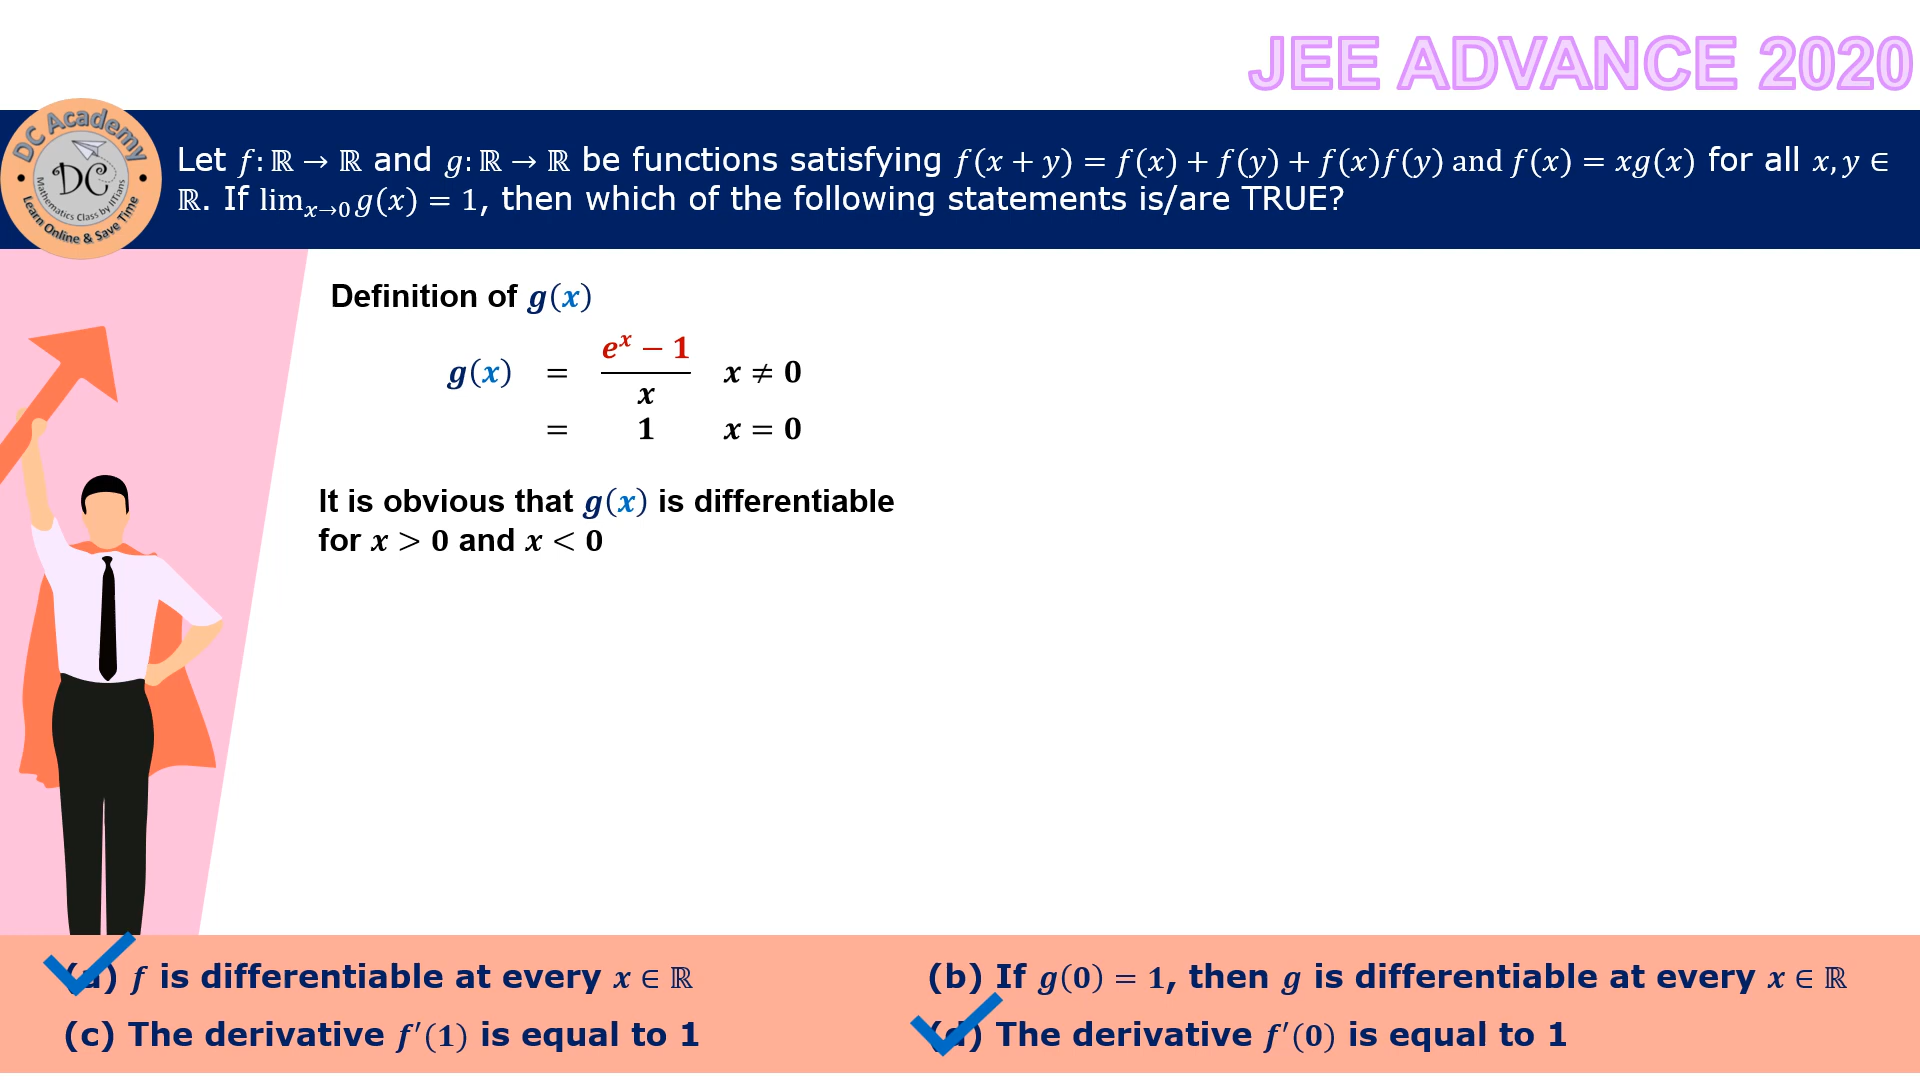 JEE ADVANCE 2020
DC Academy
DC
Mathematics Class by IITians
Learn Online & Save Time
Let f: ℝ → ℝ and g: ℝ → ℝ be functions satisfying f(x + y) = f(x) + f(y) + f(x)f(y) and f(x) = xg(x) for all x, y ∈
ℝ. If lim_{x→0} g(x) = 1, then which of the following statements is/are TRUE?
Definition of g(x)
g(x) = (e^x − 1)/x x ≠ 0
= 1 x = 0
It is obvious that g(x) is differentiable
for x > 0 and x < 0
(a) f is differentiable at every x ∈ ℝ
(b) If g(0) = 1, then g is differentiable at every x ∈ ℝ
(c) The derivative f′(1) is equal to 1
(d) The derivative f′(0) is equal to 1